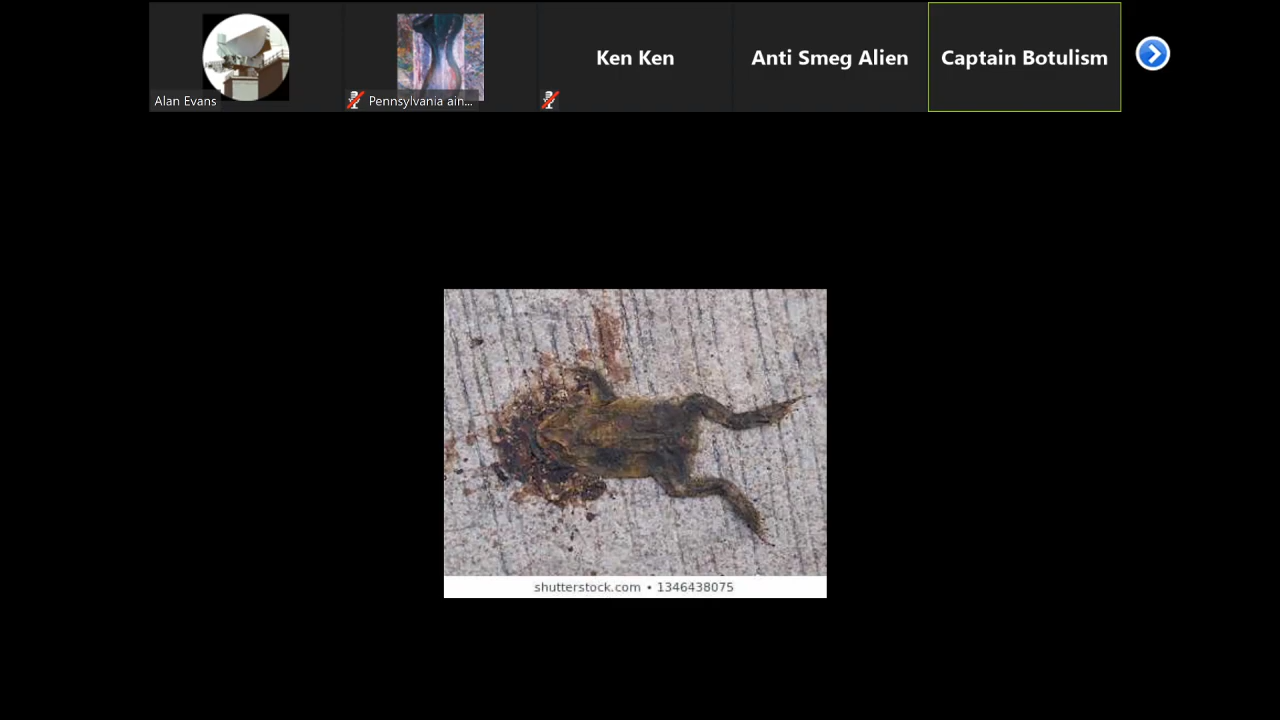 Ken Ken
Anti Smeg Alien
Captain Botulism
Alan Evans
Pennsylvania ain...
shutterstock.com • 1346438075